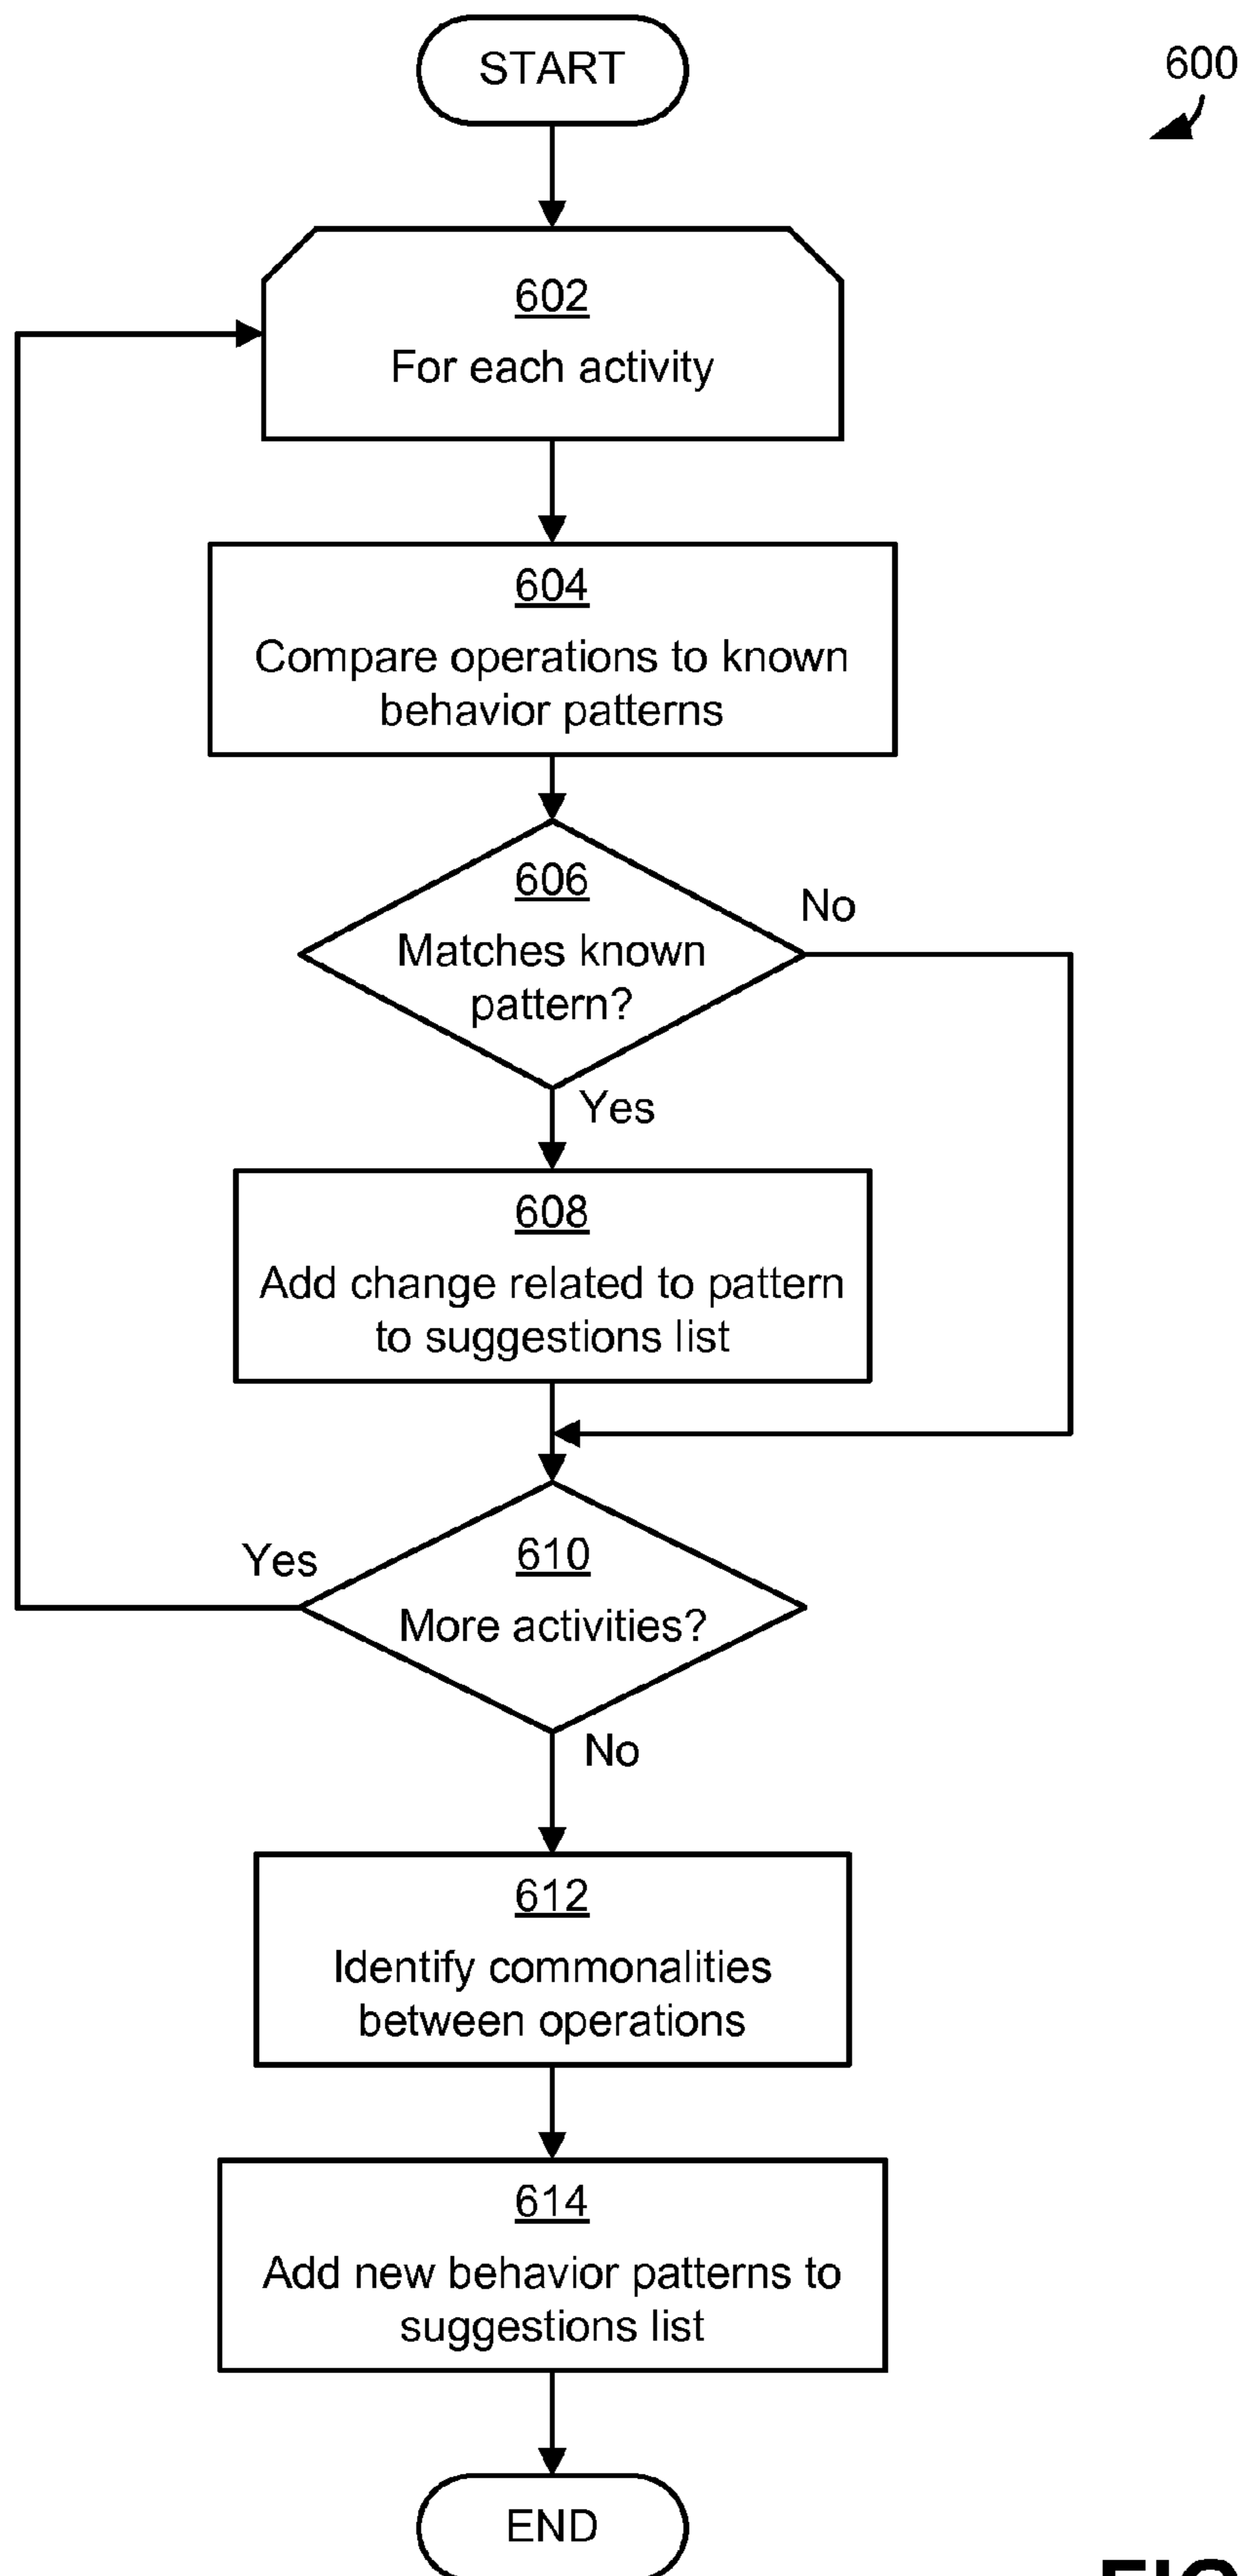 START
600
602
For each activity
604
Compare operations to known
behavior patterns
606
No
Matches known
pattern?
Yes
608
Add change related to pattern
to suggestions list
Yes
610
More activities?
No
612
Identify commonalities
between operations
614
Add new behavior patterns to
suggestions list
END